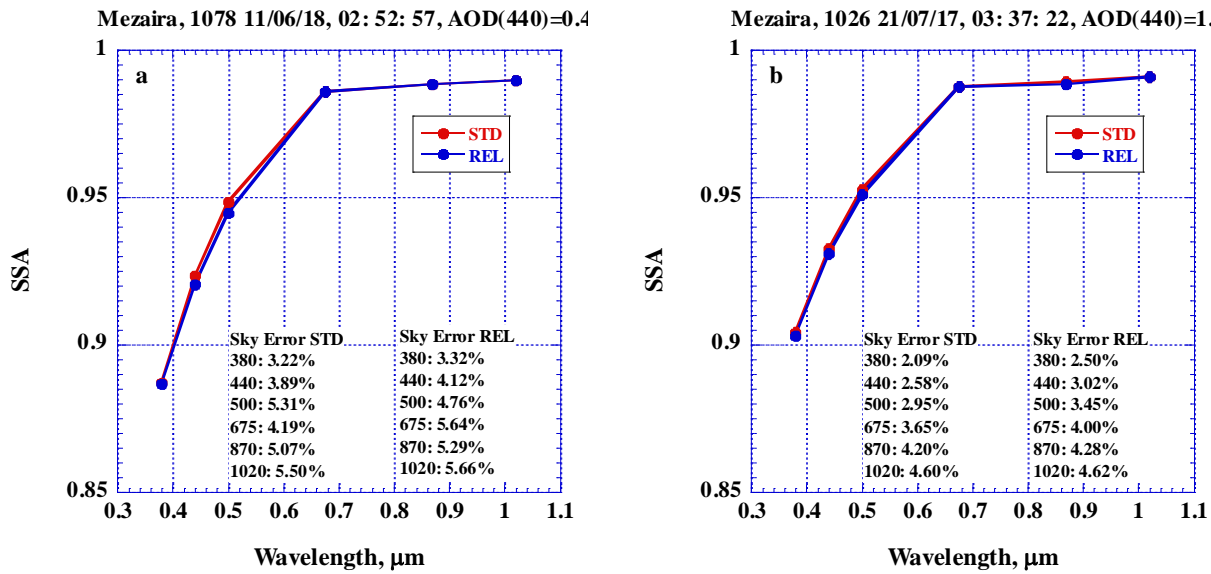 Mezaira, 1078 11/06/18, 02: 52: 57, AOD(440)=0.4
1
a
STD
REL
0.95
SSA
0.9
Sky Error STD
380: 3.22%
440: 3.89%
500: 5.31%
675: 4.19%
870: 5.07%
1020: 5.50%
Sky Error REL
380: 3.32%
440: 4.12%
500: 4.76%
675: 5.64%
870: 5.29%
1020: 5.66%
0.85
0.3 0.4 0.5 0.6 0.7 0.8 0.9 1 1.1
Wavelength, μm
Mezaira, 1026 21/07/17, 03: 37: 22, AOD(440)=1.
1
b
STD
REL
0.95
SSA
0.9
Sky Error STD
380: 2.09%
440: 2.58%
500: 2.95%
675: 3.65%
870: 4.20%
1020: 4.60%
Sky Error REL
380: 2.50%
440: 3.02%
500: 3.45%
675: 4.00%
870: 4.28%
1020: 4.62%
0.85
0.3 0.4 0.5 0.6 0.7 0.8 0.9 1 1.1
Wavelength, μm